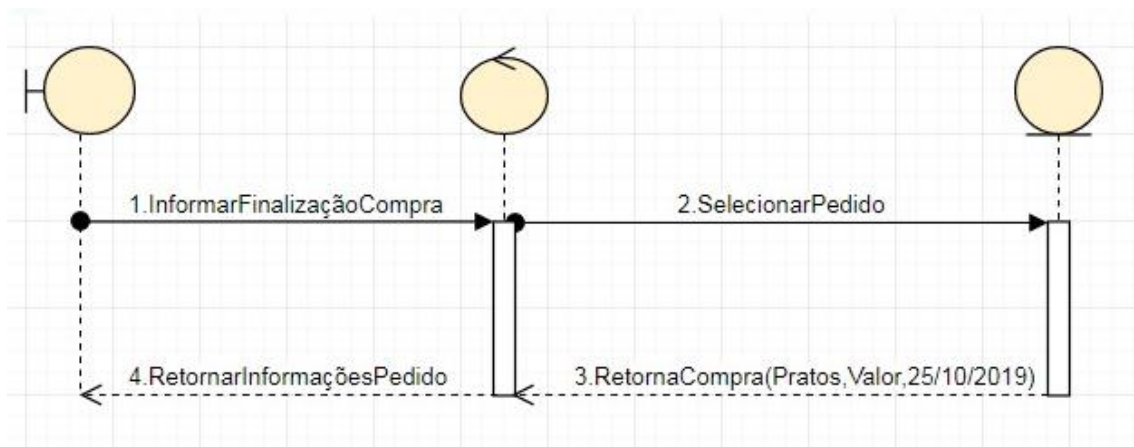 1.InformarFinalizaçãoCompra
2.SelecionarPedido
4.RetornarInformaçõesPedido
3.RetornaCompra(Pratos,Valor,25/10/2019)